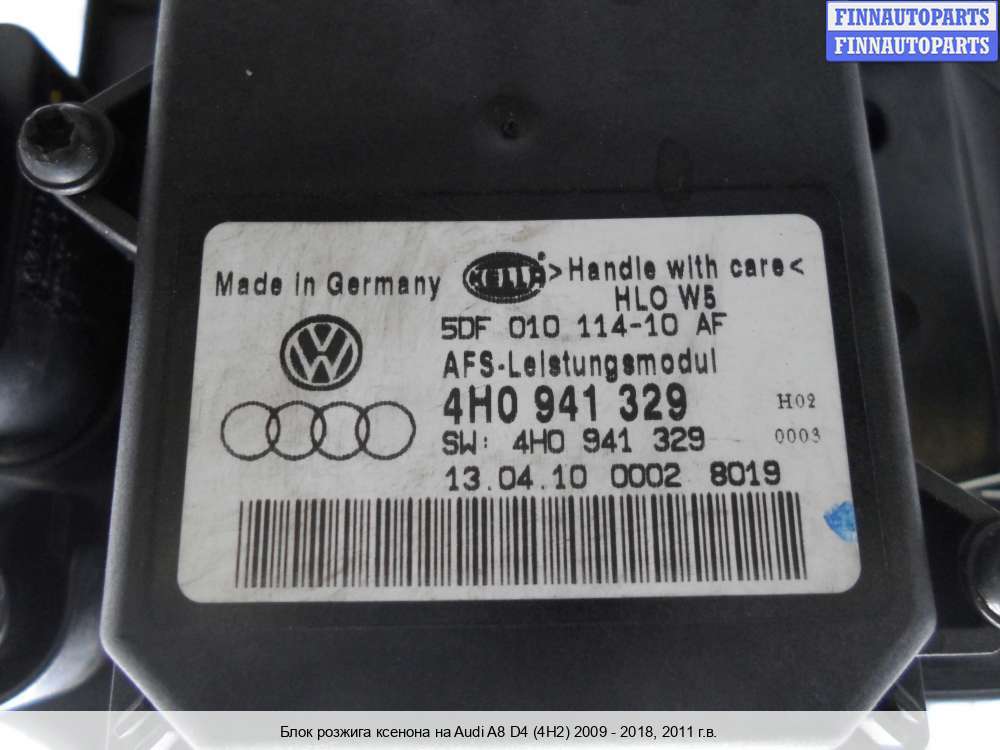 FINNAUTOPARTS
FINNAUTOPARTS
Made in Germany
HELLA
>Handle with care<
HLO W5
5DF 010 114-10 AF
AFS-Leistungsmodul
4H0 941 329
H02
SW: 4H0 941 329
0003
13.04.10 0002 8019
Блок розжига ксенона на Audi A8 D4 (4H2) 2009 - 2018, 2011 г.в.